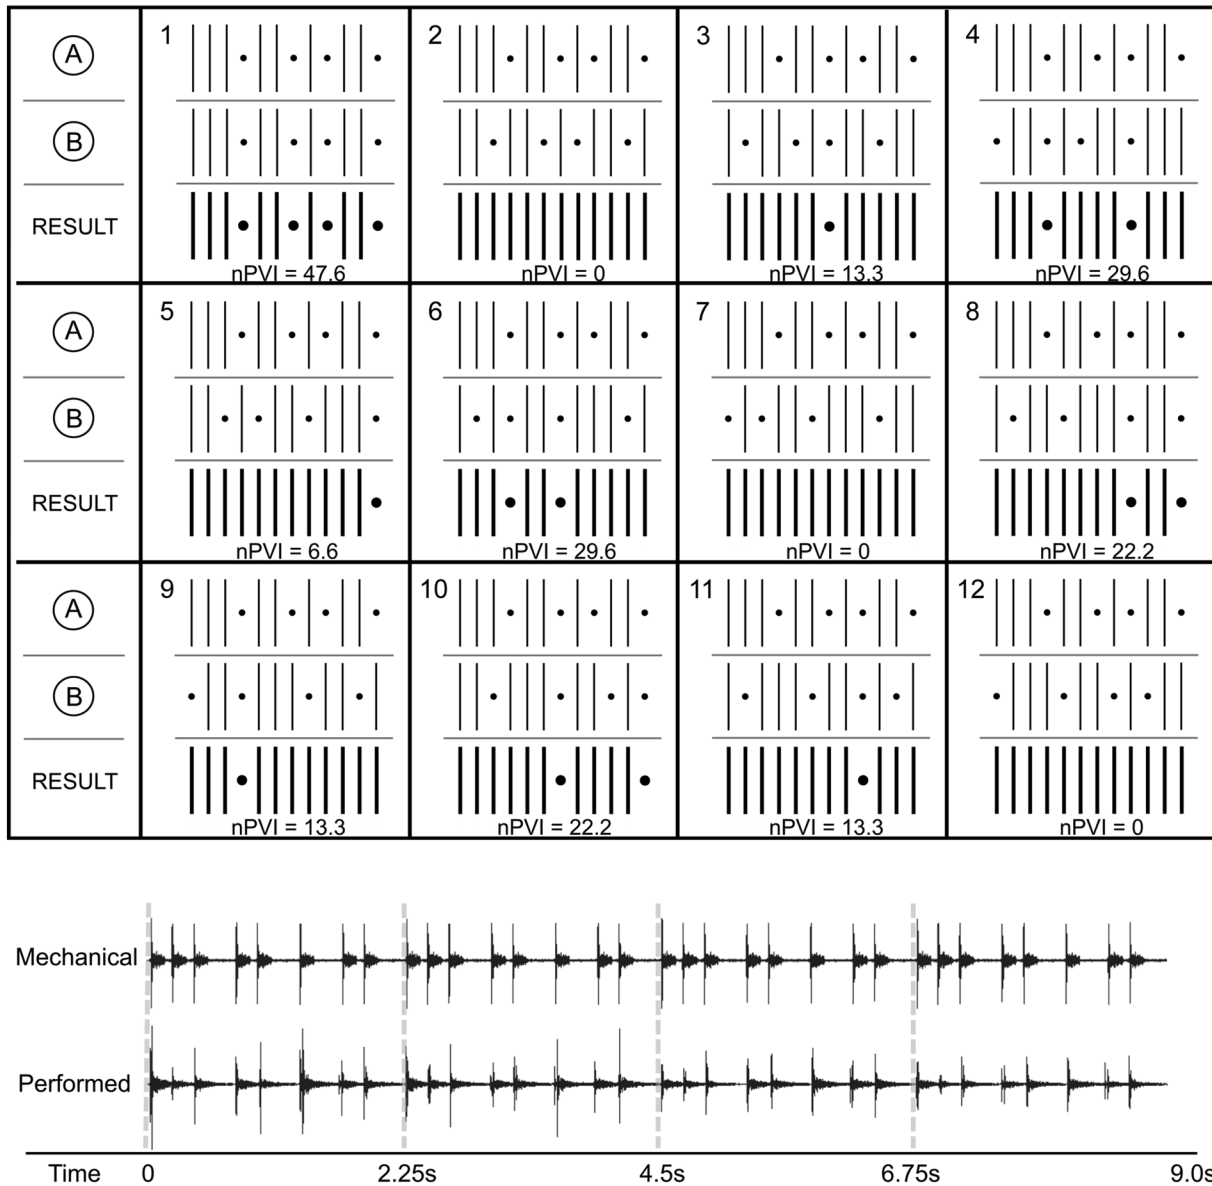 1 2 3 4
A
B
RESULT
nPVI = 47.6 nPVI = 0 nPVI = 13.3 nPVI = 29.6
5 6 7 8
A
B
RESULT
nPVI = 6.6 nPVI = 29.6 nPVI = 0 nPVI = 22.2
9 10 11 12
A
B
RESULT
nPVI = 13.3 nPVI = 22.2 nPVI = 13.3 nPVI = 0
Mechanical
Performed
Time 0 2.25s 4.5s 6.75s 9.0s